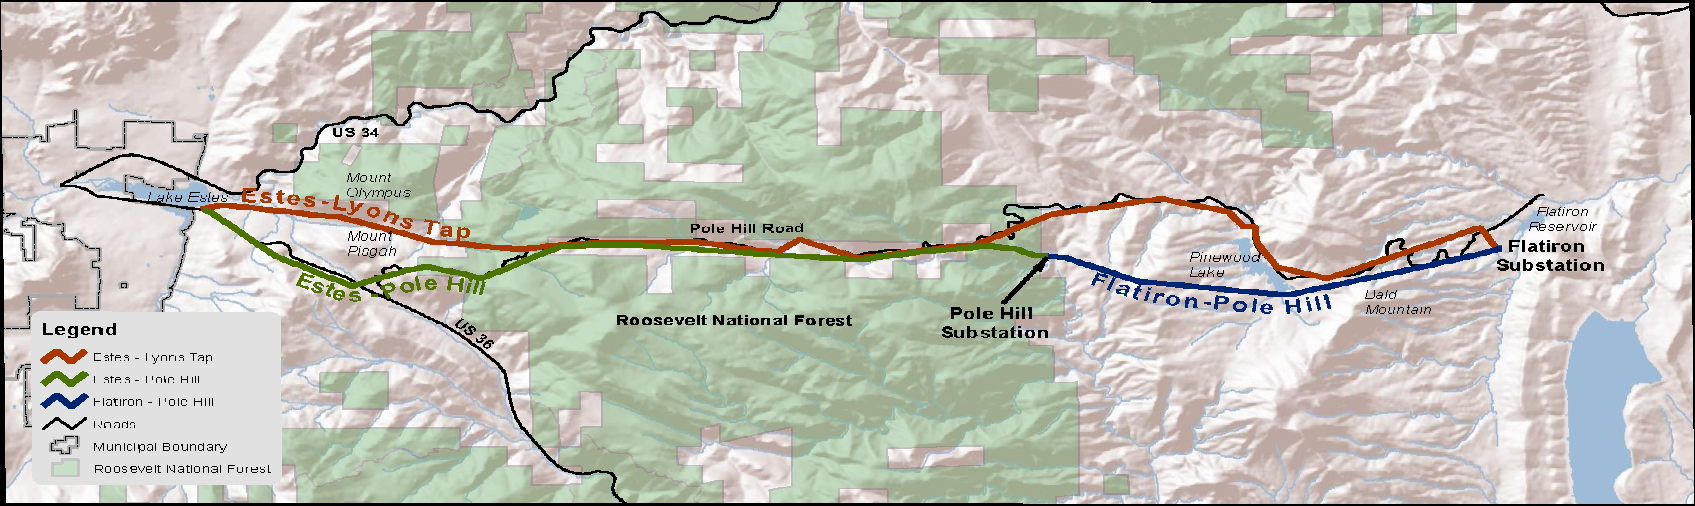 US 34
Mount
Olympus
Lake Estes
Estes-Lyons Tap
Mount
Pisgah
Pole Hill Road
Flatiron
Reservoir
Flatiron
Substation
Pinewood
Lake
Estes-Pole Hill
Flatiron-Pole Hill
Bald
Mountain
Pole Hill
Substation
Roosevelt National Forest
US 36
Legend
Estes - Lyons Tap
Estes - Pole Hill
Flatiron - Pole Hill
Roads
Municipal Boundary
Roosevelt National Forest